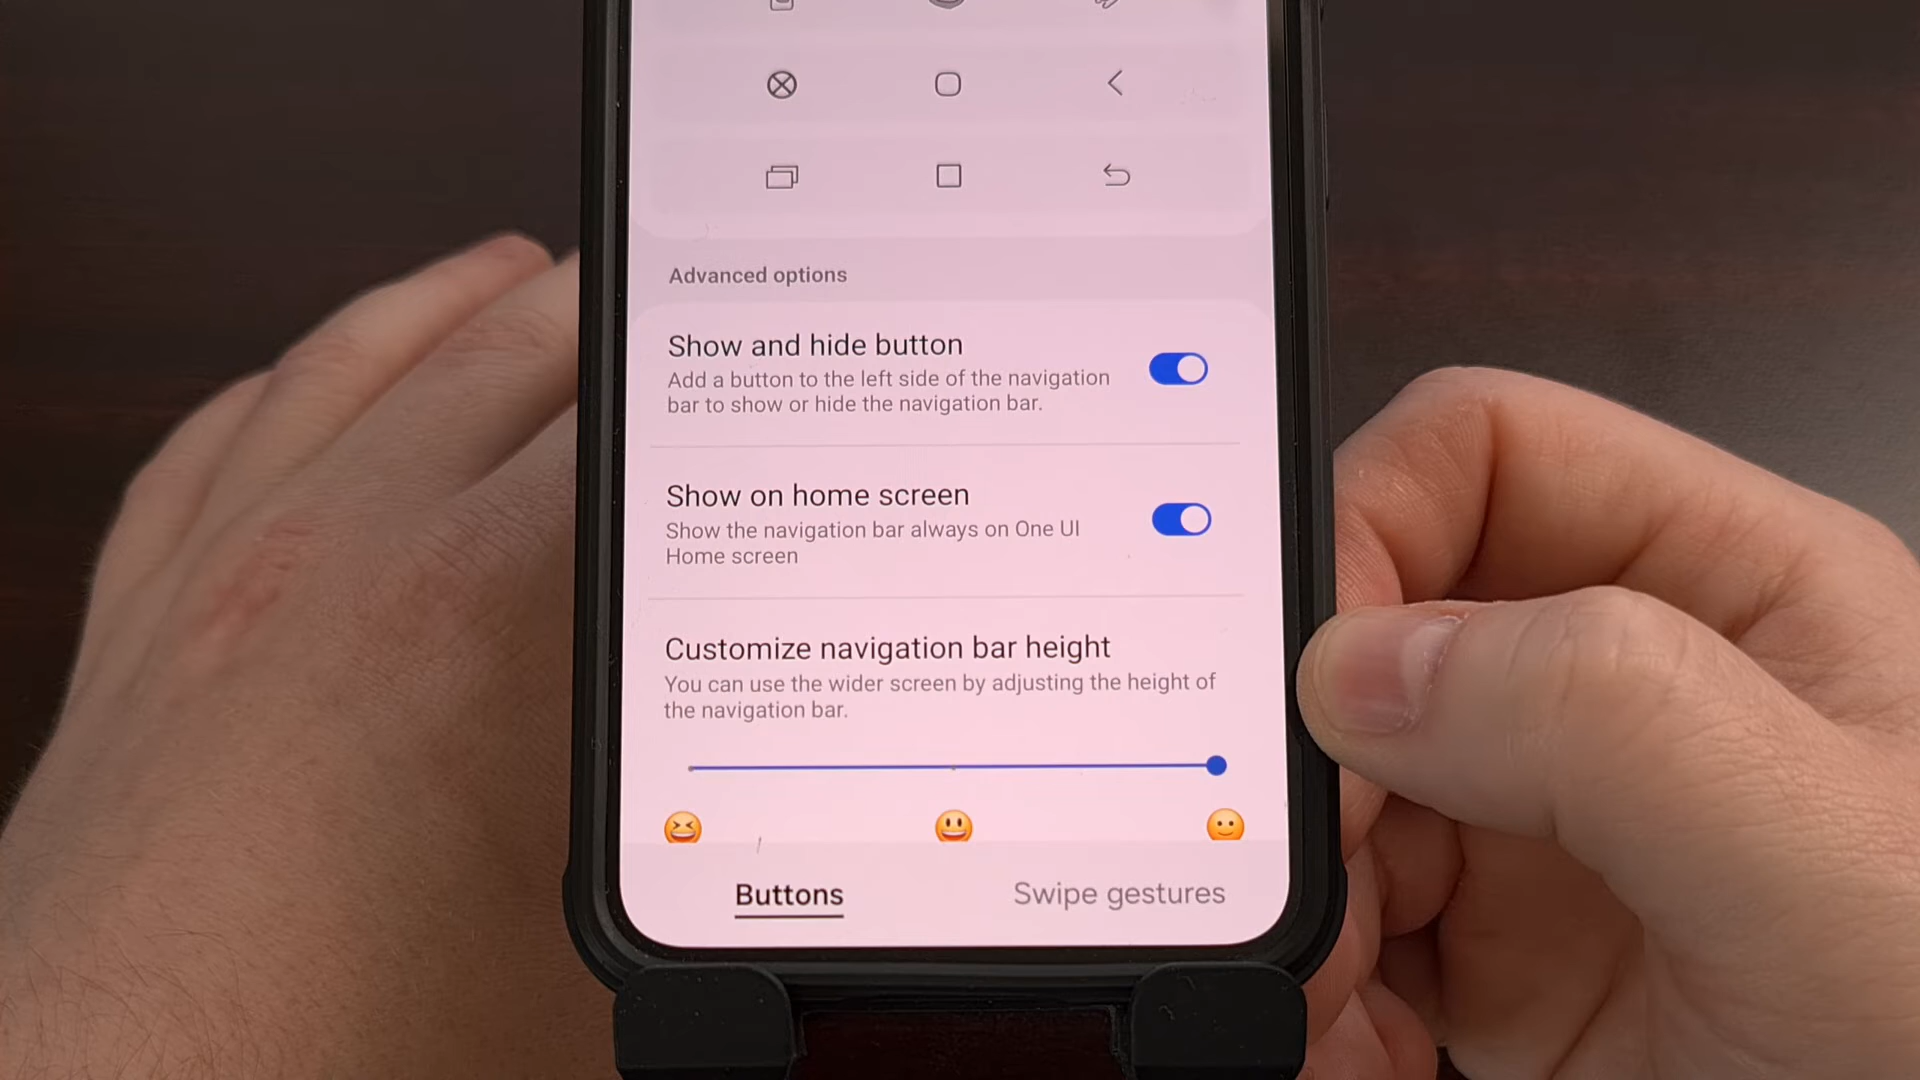 Advanced options
Show and hide button
Add a button to the left side of the navigation
bar to show or hide the navigation bar.
Show on home screen
Show the navigation bar always on One UI
Home screen
Customize navigation bar height
You can use the wider screen by adjusting the height of
the navigation bar.
Buttons
Swipe gestures